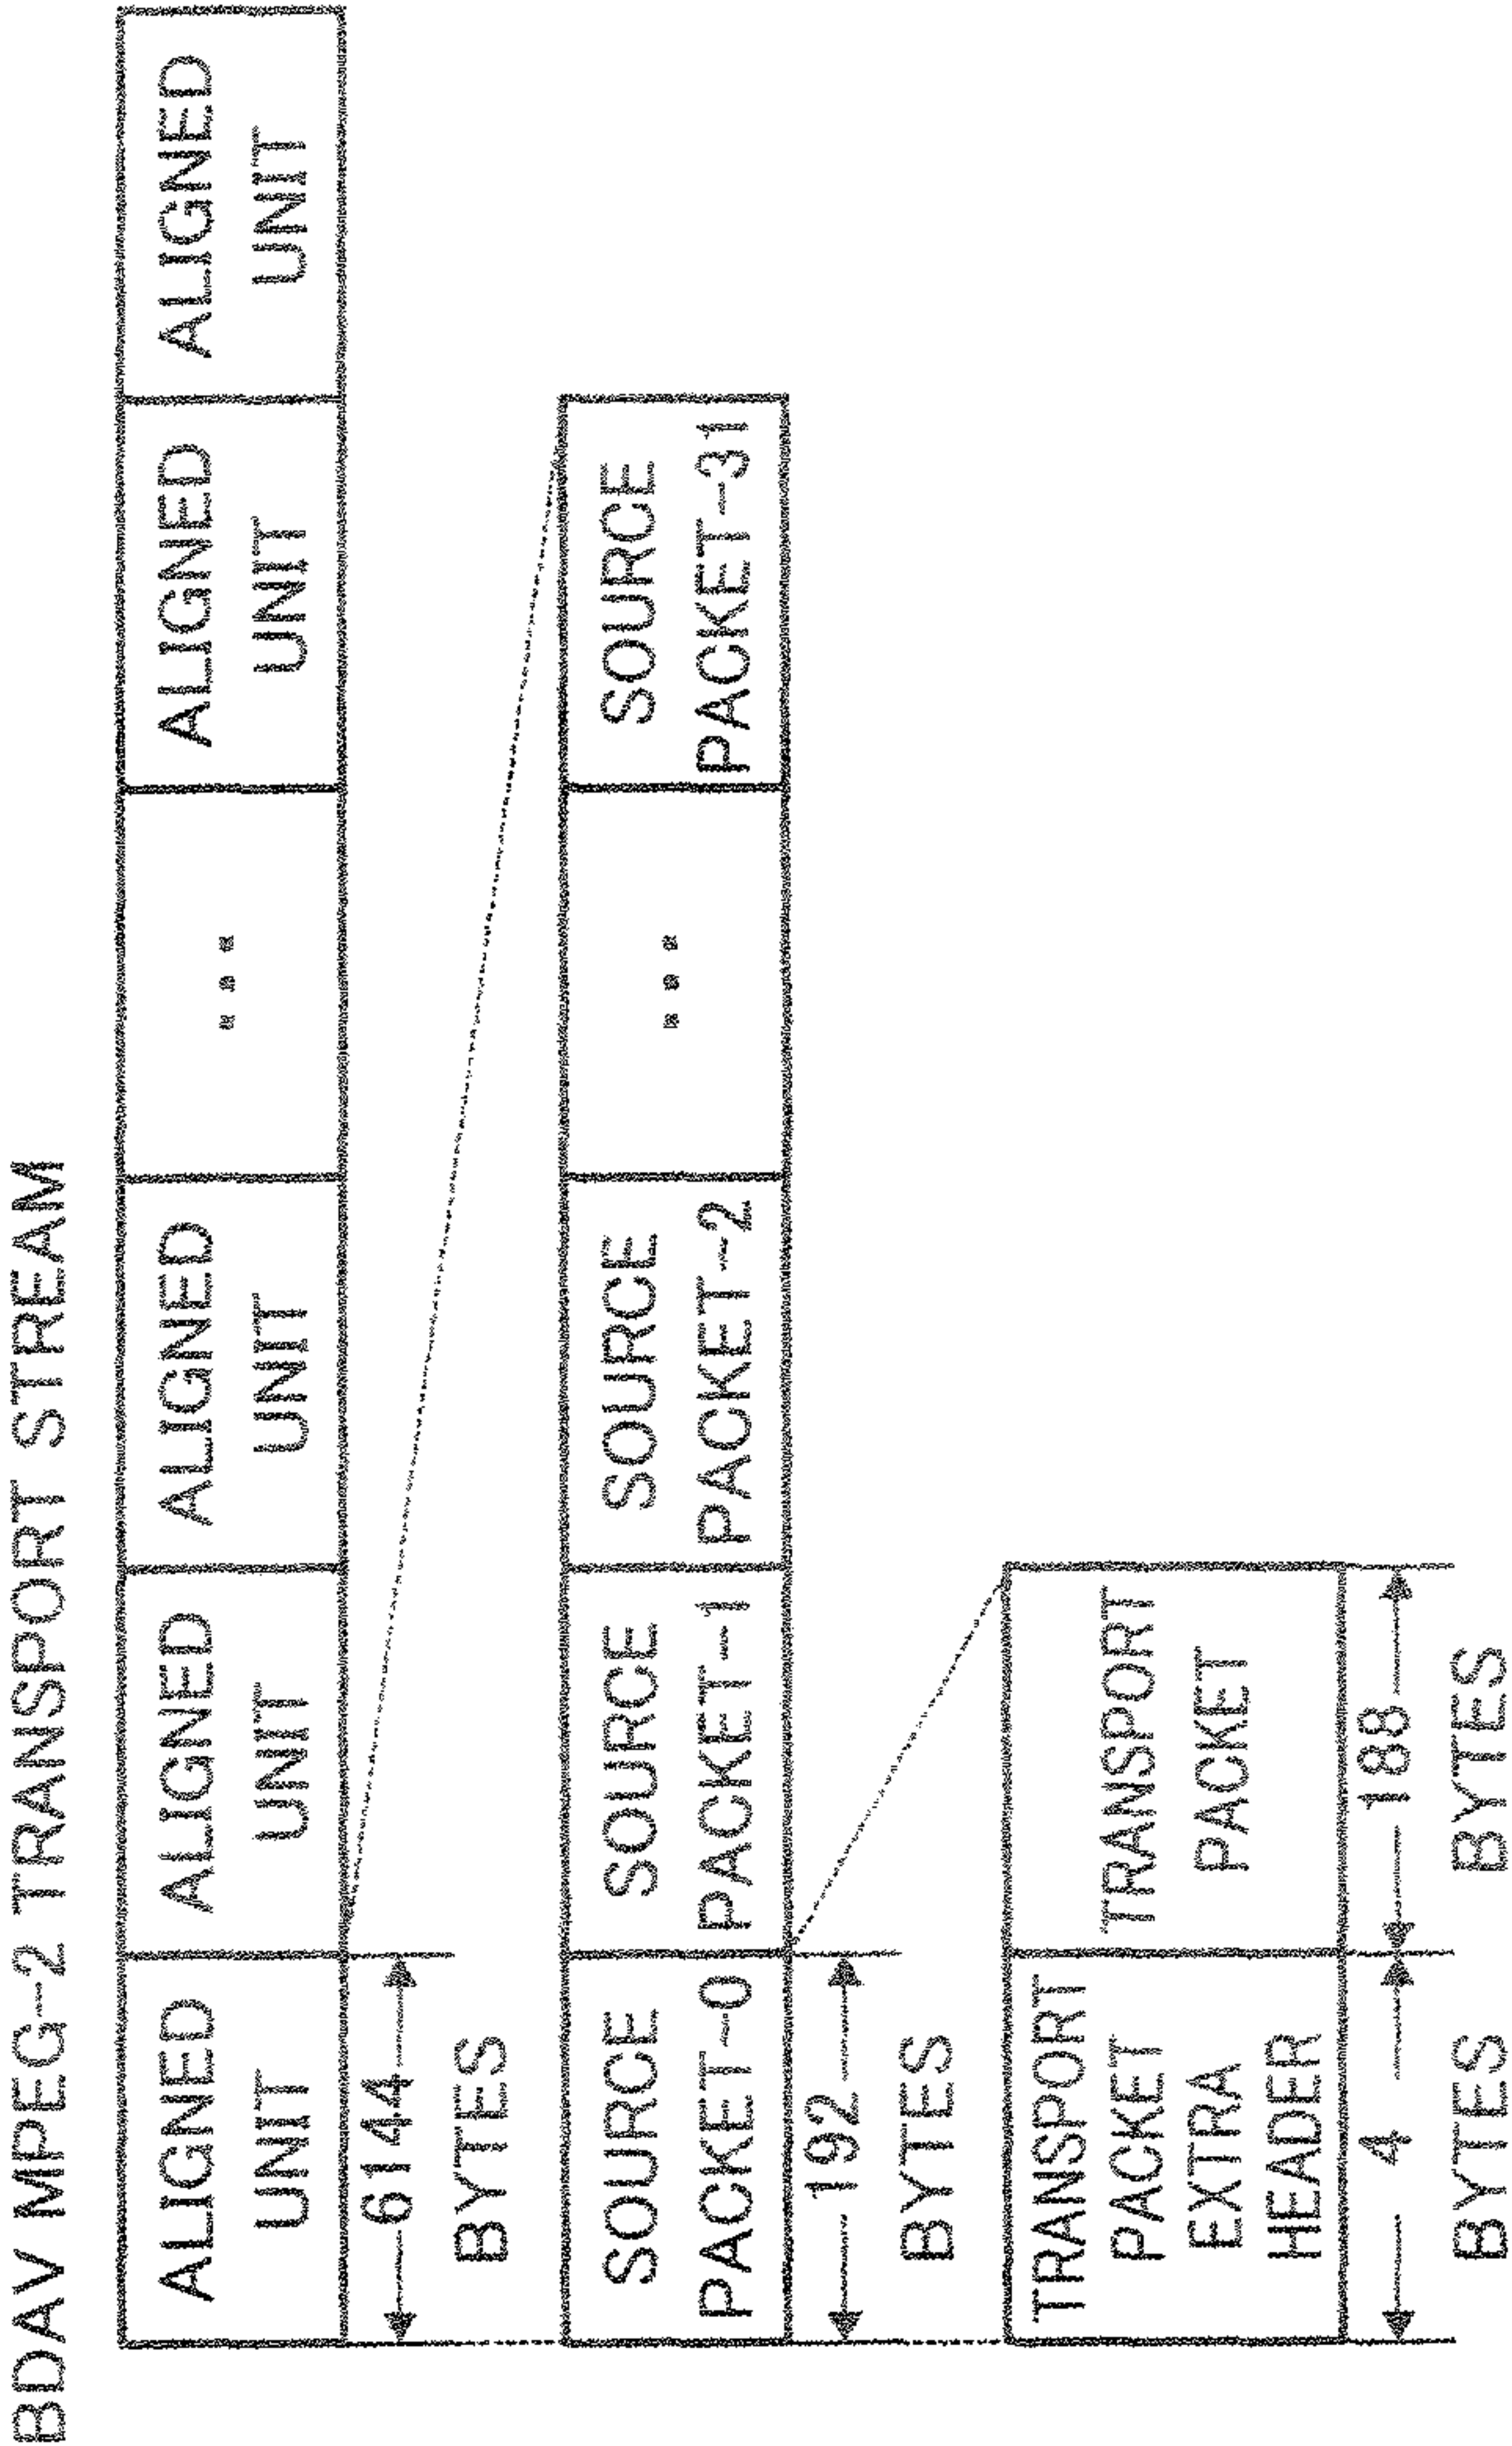 BDAV MPEG-2 TRANSPORT STREAM
ALIGNED
UNIT
ALIGNED
UNIT
ALIGNED
UNIT
...
ALIGNED
UNIT
ALIGNED
UNIT
6144
BYTES
SOURCE
PACKET-0
SOURCE
PACKET-1
SOURCE
PACKET-2
...
SOURCE
PACKET-31
192
BYTES
TRANSPORT
PACKET
EXTRA
HEADER
TRANSPORT
PACKET
4
BYTES
188
BYTES